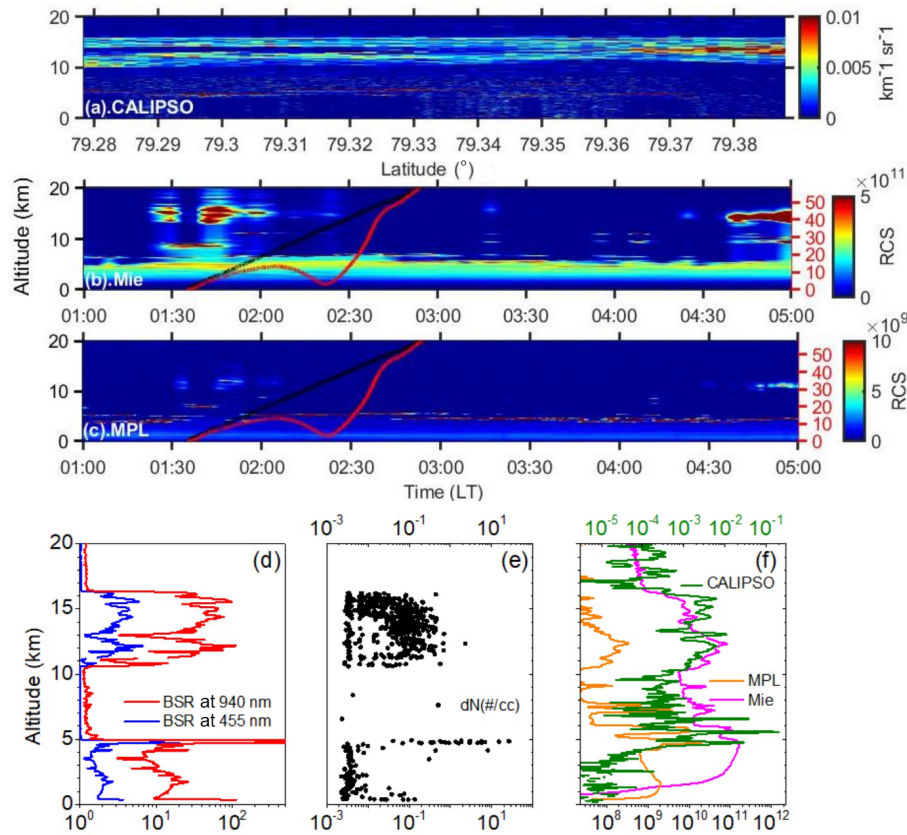 20
10
0
(a).CALIPSO
0.01
0.005
0
km⁻¹ sr⁻¹
79.28 79.29 79.3 79.31 79.32 79.33 79.34 79.35 79.36 79.37 79.38
Latitude (°)
Altitude (km)
20
10
0
(b).Mie
50
40
30
20
10
0
5
0
×10¹¹
RCS
01:00 01:30 02:00 02:30 03:00 03:30 04:00 04:30 05:00
20
10
0
(c).MPL
50
40
30
20
10
0
10
5
0
×10⁹
RCS
01:00 01:30 02:00 02:30 03:00 03:30 04:00 04:30 05:00
Time (LT)
Altitude (km)
20
15
10
5
0
(d)
BSR at 940 nm
BSR at 455 nm
10⁰ 10¹ 10²
10⁻³ 10⁻¹ 10¹
(e)
dN(#/cc)
10⁻³ 10⁻¹ 10¹
10⁻⁵ 10⁻⁴ 10⁻³ 10⁻² 10⁻¹
(f)
CALIPSO
MPL
Mie
10⁸ 10⁹ 10¹⁰ 10¹¹ 10¹²